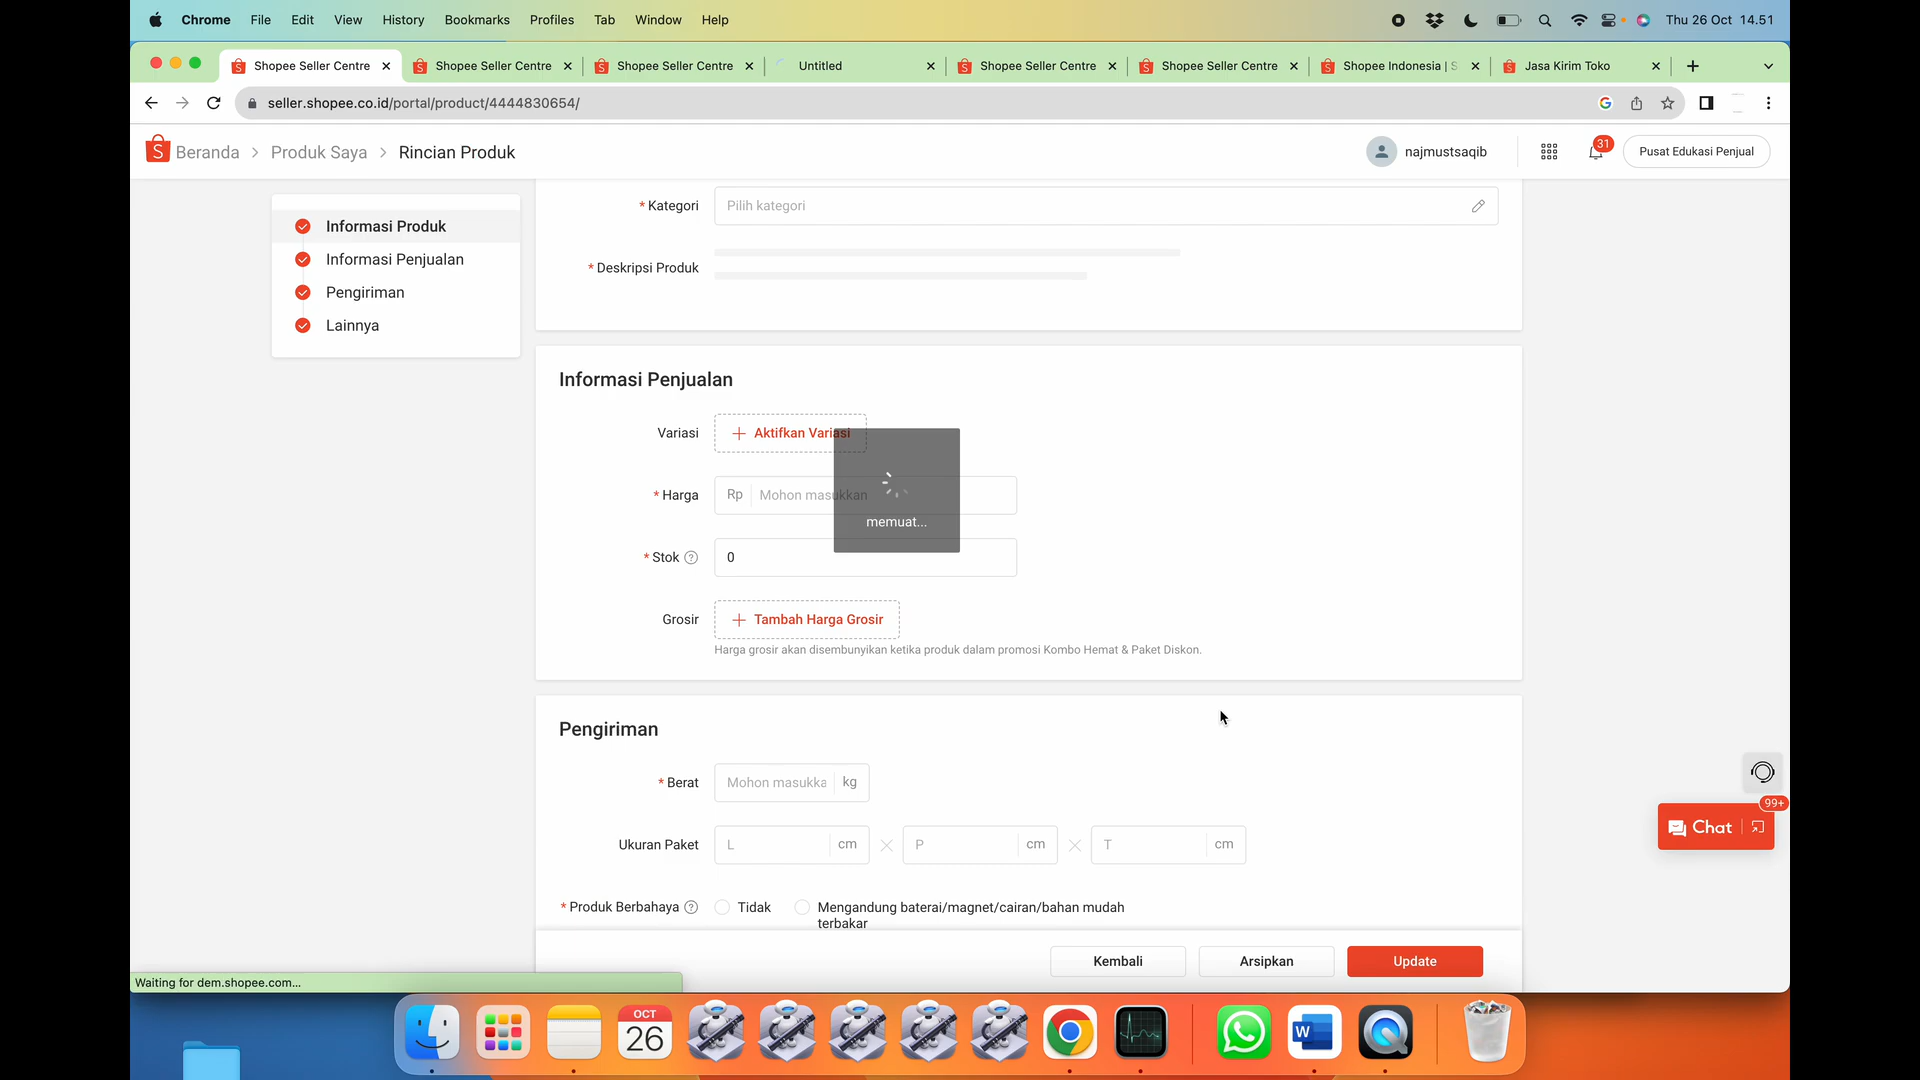 Chrome File Edit View History Bookmarks Profiles Tab Window Help Thu 26 Oct 14.51
Shopee Seller Centre Shopee Seller Centre Shopee Seller Centre Untitled Shopee Seller Centre Shopee Seller Centre Shopee Indonesia | S Jasa Kirim Toko
seller.shopee.co.id/portal/product/4444830654/
Beranda > Produk Saya > Rincian Produk najmustsaqib 31 Pusat Edukasi Penjual
Informasi Produk
Informasi Penjualan
Pengiriman
Lainnya
* Kategori Pilih kategori
* Deskripsi Produk
Informasi Penjualan
Variasi + Aktifkan Variasi
* Harga Rp Mohon masukkan
memuat...
* Stok ? 0
Grosir + Tambah Harga Grosir
Harga grosir akan disembunyikan ketika produk dalam promosi Kombo Hemat & Paket Diskon.
Pengiriman
* Berat Mohon masukka kg
Ukuran Paket L cm P cm T cm
* Produk Berbahaya ? Tidak Mengandung baterai/magnet/cairan/bahan mudah
terbakar
Kembali Arsipkan Update
99+
Chat
Waiting for dem.shopee.com...
OCT
26
W